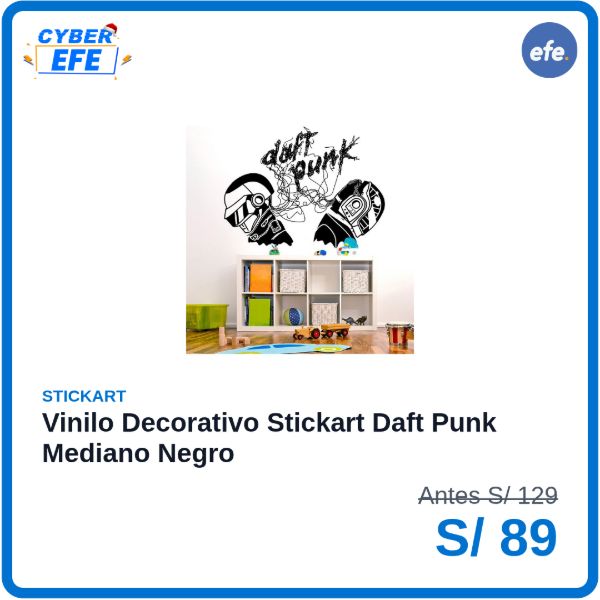 CYBER
EFE
efe.
daft
punk
STICKART
Vinilo Decorativo Stickart Daft Punk
Mediano Negro
Antes S/ 129
S/ 89